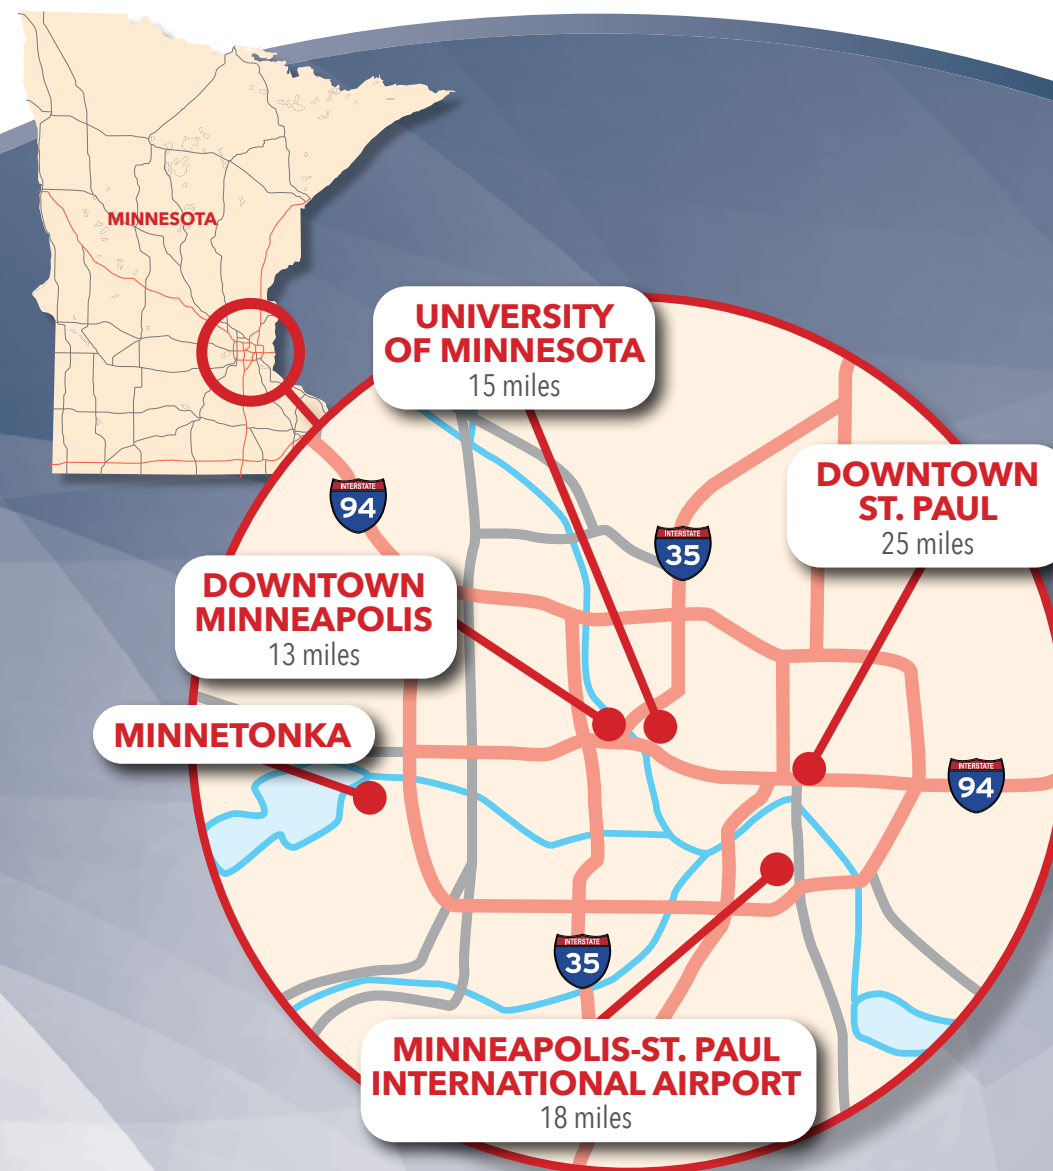 MINNESOTA
UNIVERSITY
OF MINNESOTA
15 miles
DOWNTOWN
ST. PAUL
25 miles
INTERSTATE
94
INTERSTATE
35
DOWNTOWN
MINNEAPOLIS
13 miles
MINNETONKA
INTERSTATE
94
INTERSTATE
35
MINNEAPOLIS-ST. PAUL
INTERNATIONAL AIRPORT
18 miles